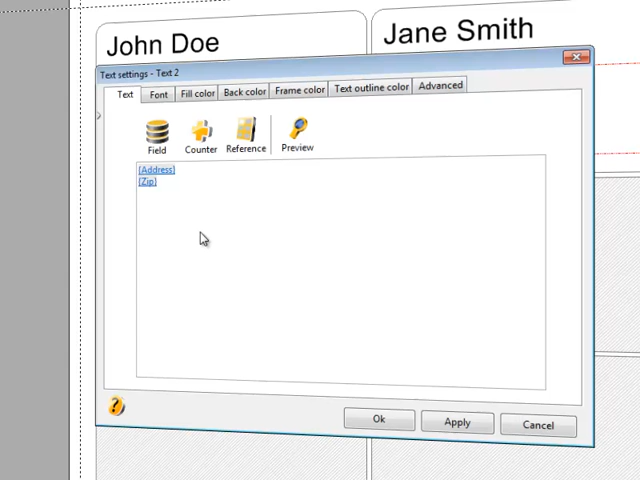 John Doe
Jane Smith
Text settings - Text 2
Text
Font
Fill color
Back color
Frame color
Text outline color
Advanced
Field
Counter
Reference
Preview
[Address]
[Zip]
?
Ok
Apply
Cancel